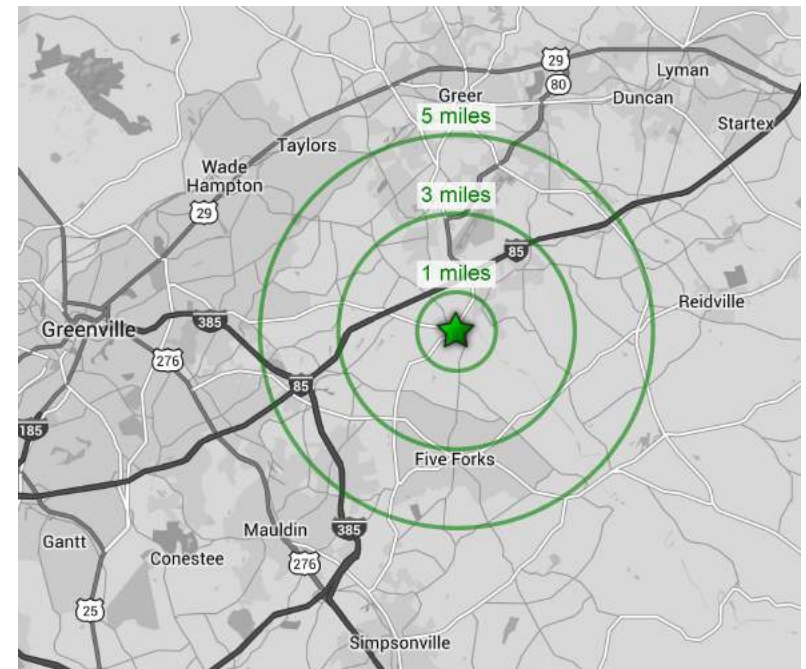 29
Lyman
80
Greer
Duncan
5 miles
Startex
Taylors
Wade
Hampton
3 miles
29
85
1 miles
Reidville
Greenville
385
276
85
185
Five Forks
Mauldin
385
Gantt
Conestee
276
25
Simpsonville